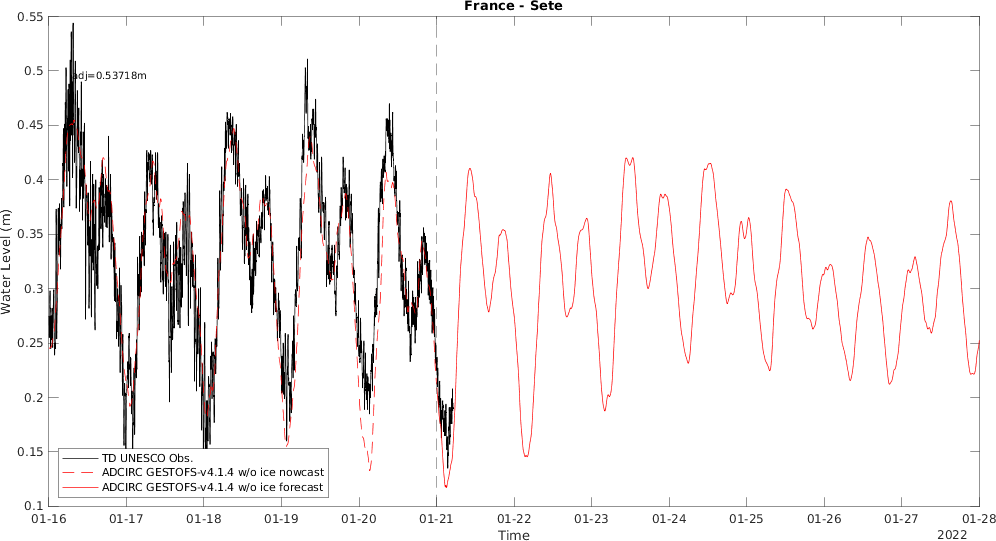 France - Sete
0.55
0.5
0.45
0.4
0.35
0.3
0.25
0.2
0.15
0.1
Water Level (m)
adj=0.53718m
TD UNESCO Obs.
ADCIRC GESTOFS-v4.1.4 w/o ice nowcast
ADCIRC GESTOFS-v4.1.4 w/o ice forecast
01-16 01-17 01-18 01-19 01-20 01-21 01-22 01-23 01-24 01-25 01-26 01-27 01-28
Time
2022